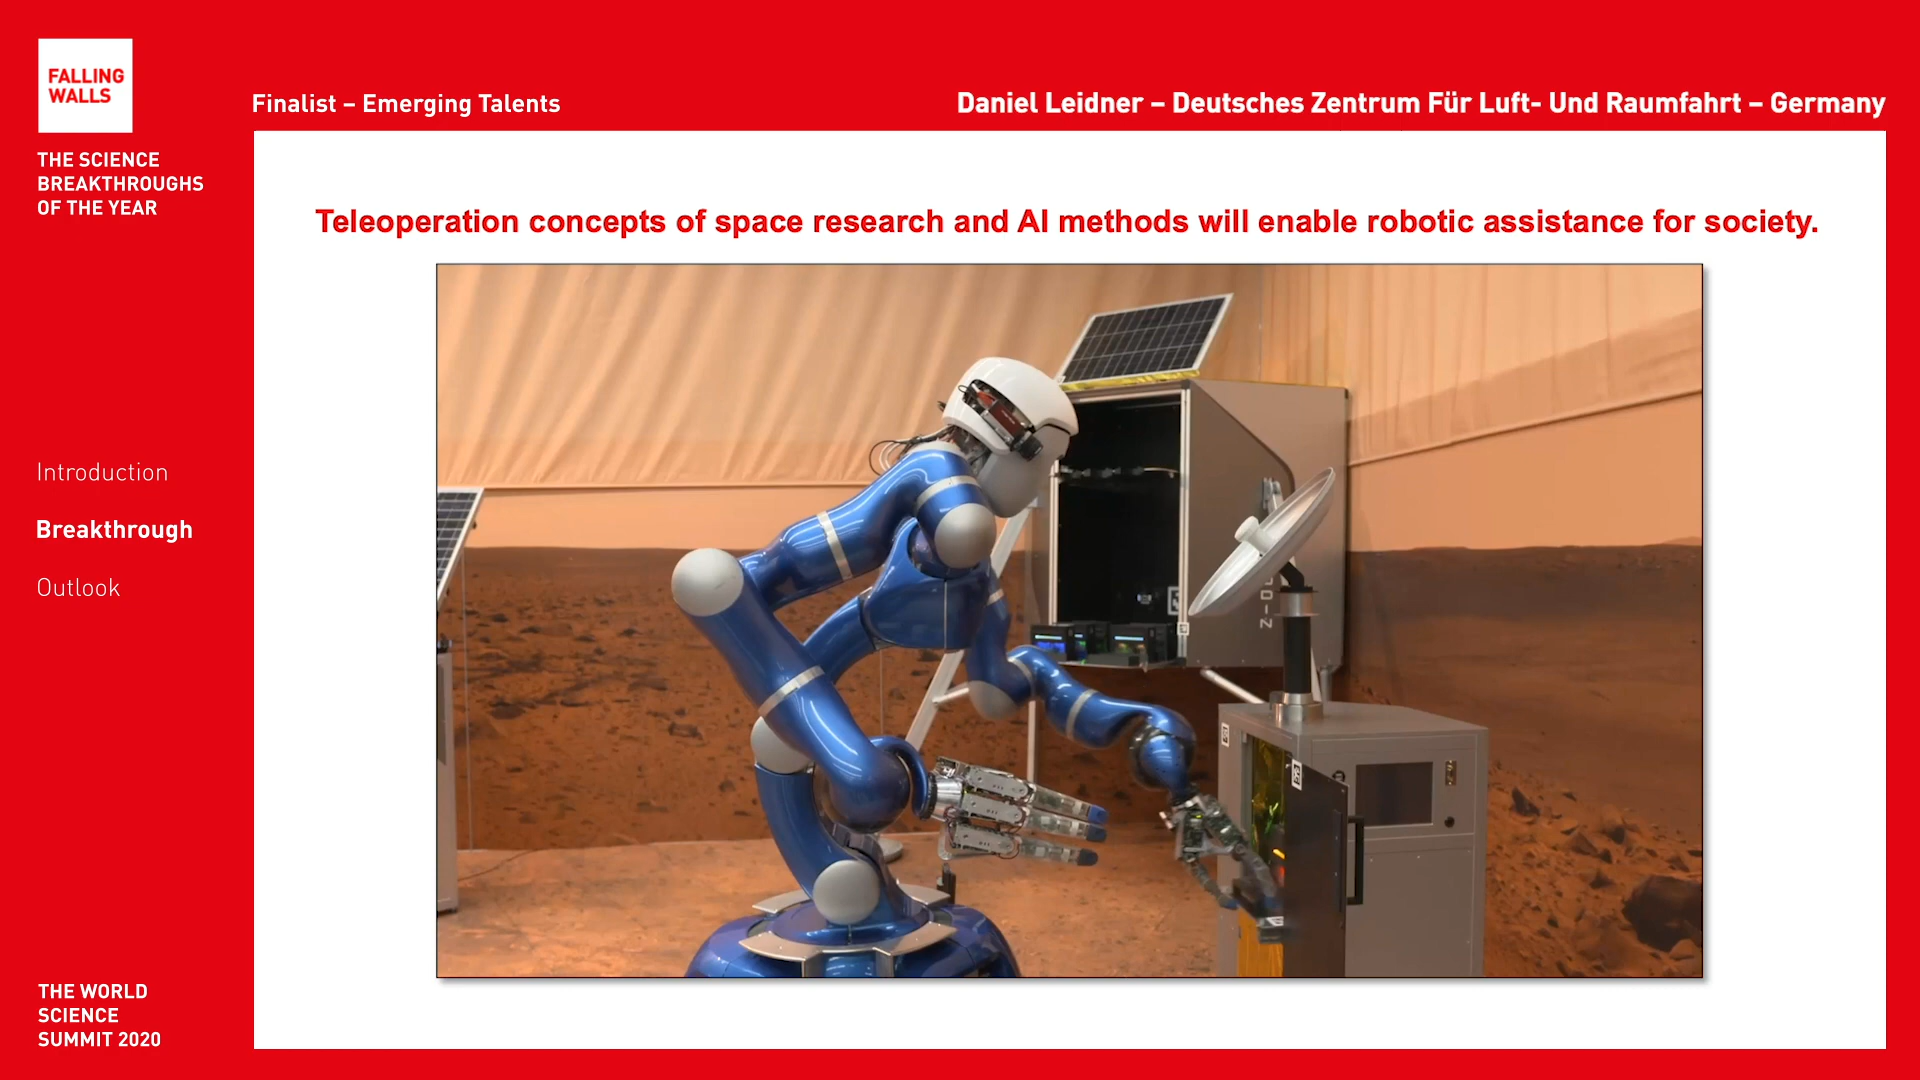 FALLING
WALLS
THE SCIENCE
BREAKTHROUGHS
OF THE YEAR
Finalist – Emerging Talents
Daniel Leidner – Deutsches Zentrum Für Luft- Und Raumfahrt – Germany
Teleoperation concepts of space research and AI methods will enable robotic assistance for society.
Introduction
Breakthrough
Outlook
THE WORLD
SCIENCE
SUMMIT 2020